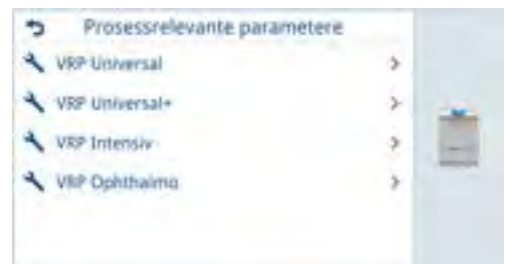 Prosessrelevante parametere
VRP Universal
VRP Universal+
VRP Intensiv
VRP Ophthalmo